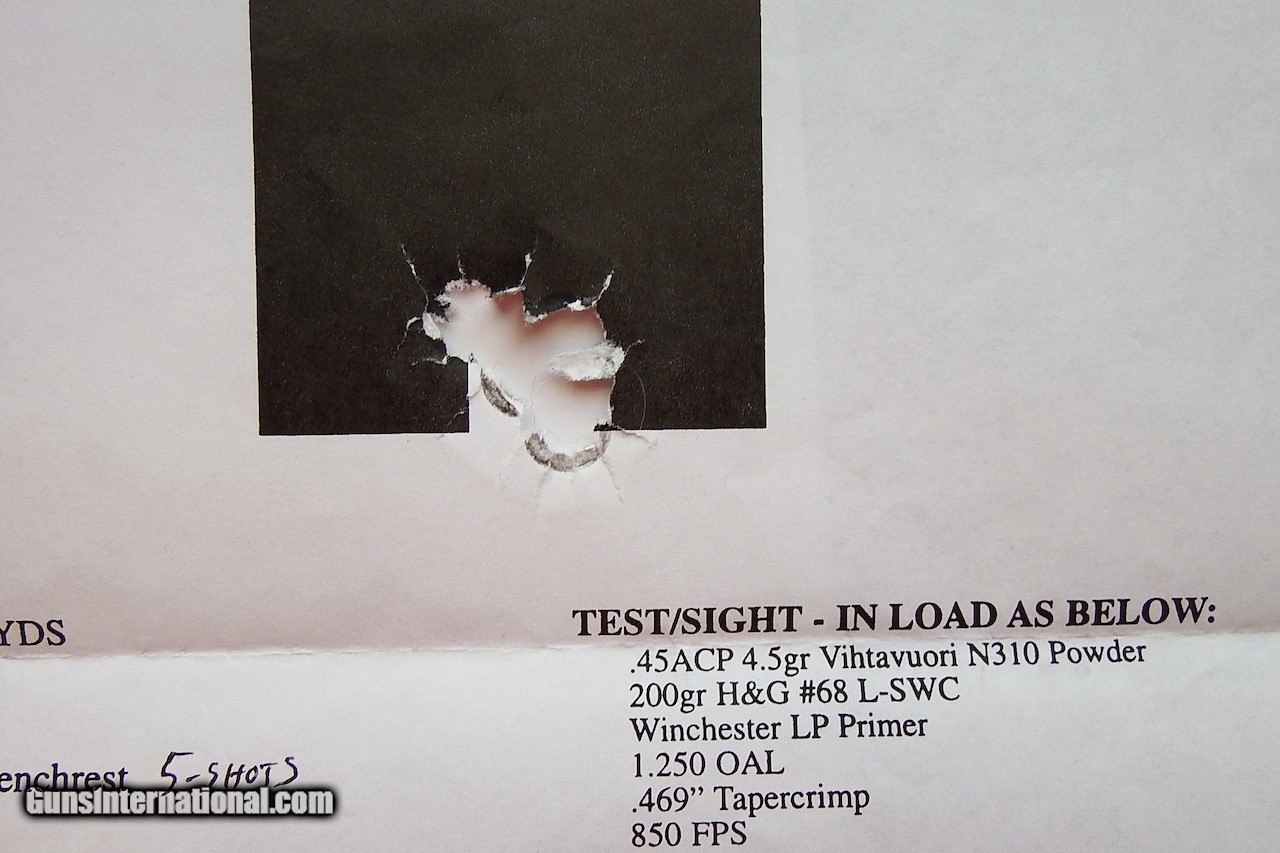 YDS
TEST/SIGHT - IN LOAD AS BELOW:
.45ACP 4.5gr Vihtavuori N310 Powder
200gr H&G #68 L-SWC
Winchester LP Primer
1.250 OAL
.469” Tapercrimp
850 FPS
enchrest 5-SHOTS
GunsInternational.com